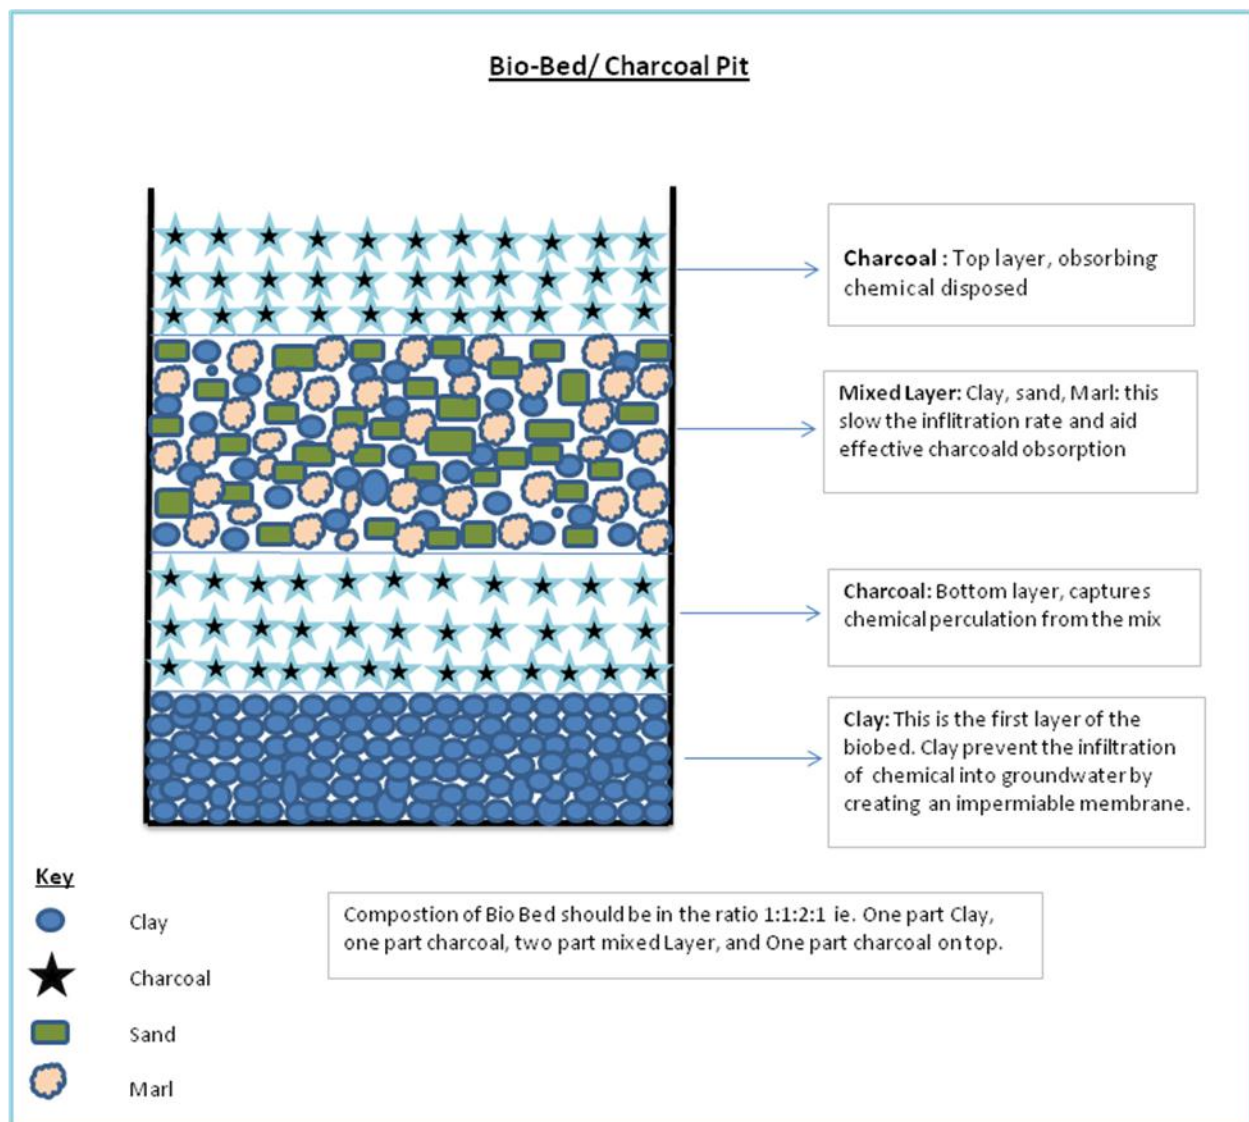 Bio-Bed/ Charcoal Pit
Charcoal : Top layer, obsorbing
chemical disposed
Mixed Layer: Clay, sand, Marl: this
slow the inflitration rate and aid
effective charcoald obsorption
Charcoal: Bottom layer, captures
chemical perculation from the mix
Clay: This is the first layer of the
biobed. Clay prevent the infiltration
of chemical into groundwater by
creating an impermiable membrane.
Key
Clay
Charcoal
Sand
Marl
Compostion of Bio Bed should be in the ratio 1:1:2:1 ie. One part Clay,
one part charcoal, two part mixed Layer, and One part charcoal on top.